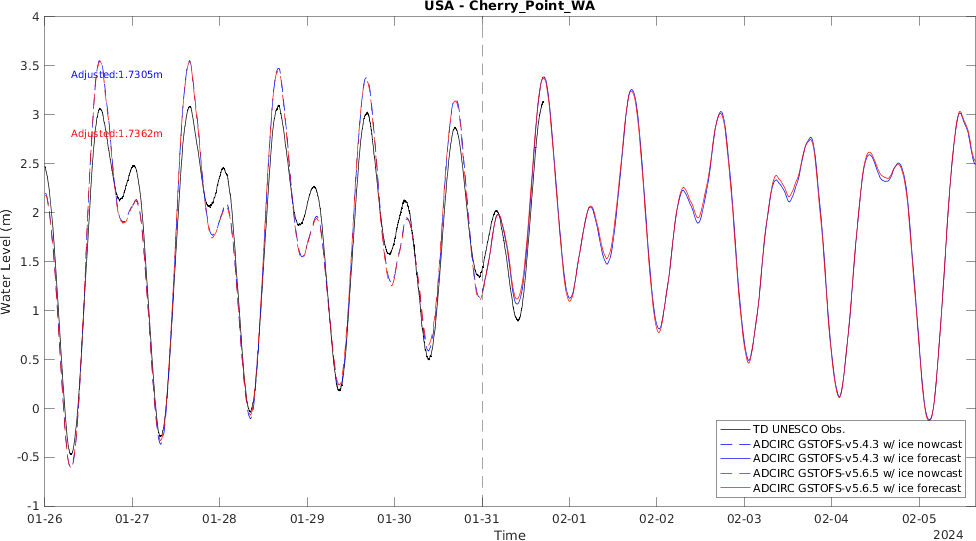 USA - Cherry_Point_WA
4
3.5
3
2.5
2
1.5
1
0.5
0
-0.5
-1
Water Level (m)
Adjusted:1.7305m
Adjusted:1.7362m
TD UNESCO Obs.
ADCIRC GSTOFS-v5.4.3 w/ ice nowcast
ADCIRC GSTOFS-v5.4.3 w/ ice forecast
ADCIRC GSTOFS-v5.6.5 w/ ice nowcast
ADCIRC GSTOFS-v5.6.5 w/ ice forecast
01-26 01-27 01-28 01-29 01-30 01-31 02-01 02-02 02-03 02-04 02-05
Time
2024